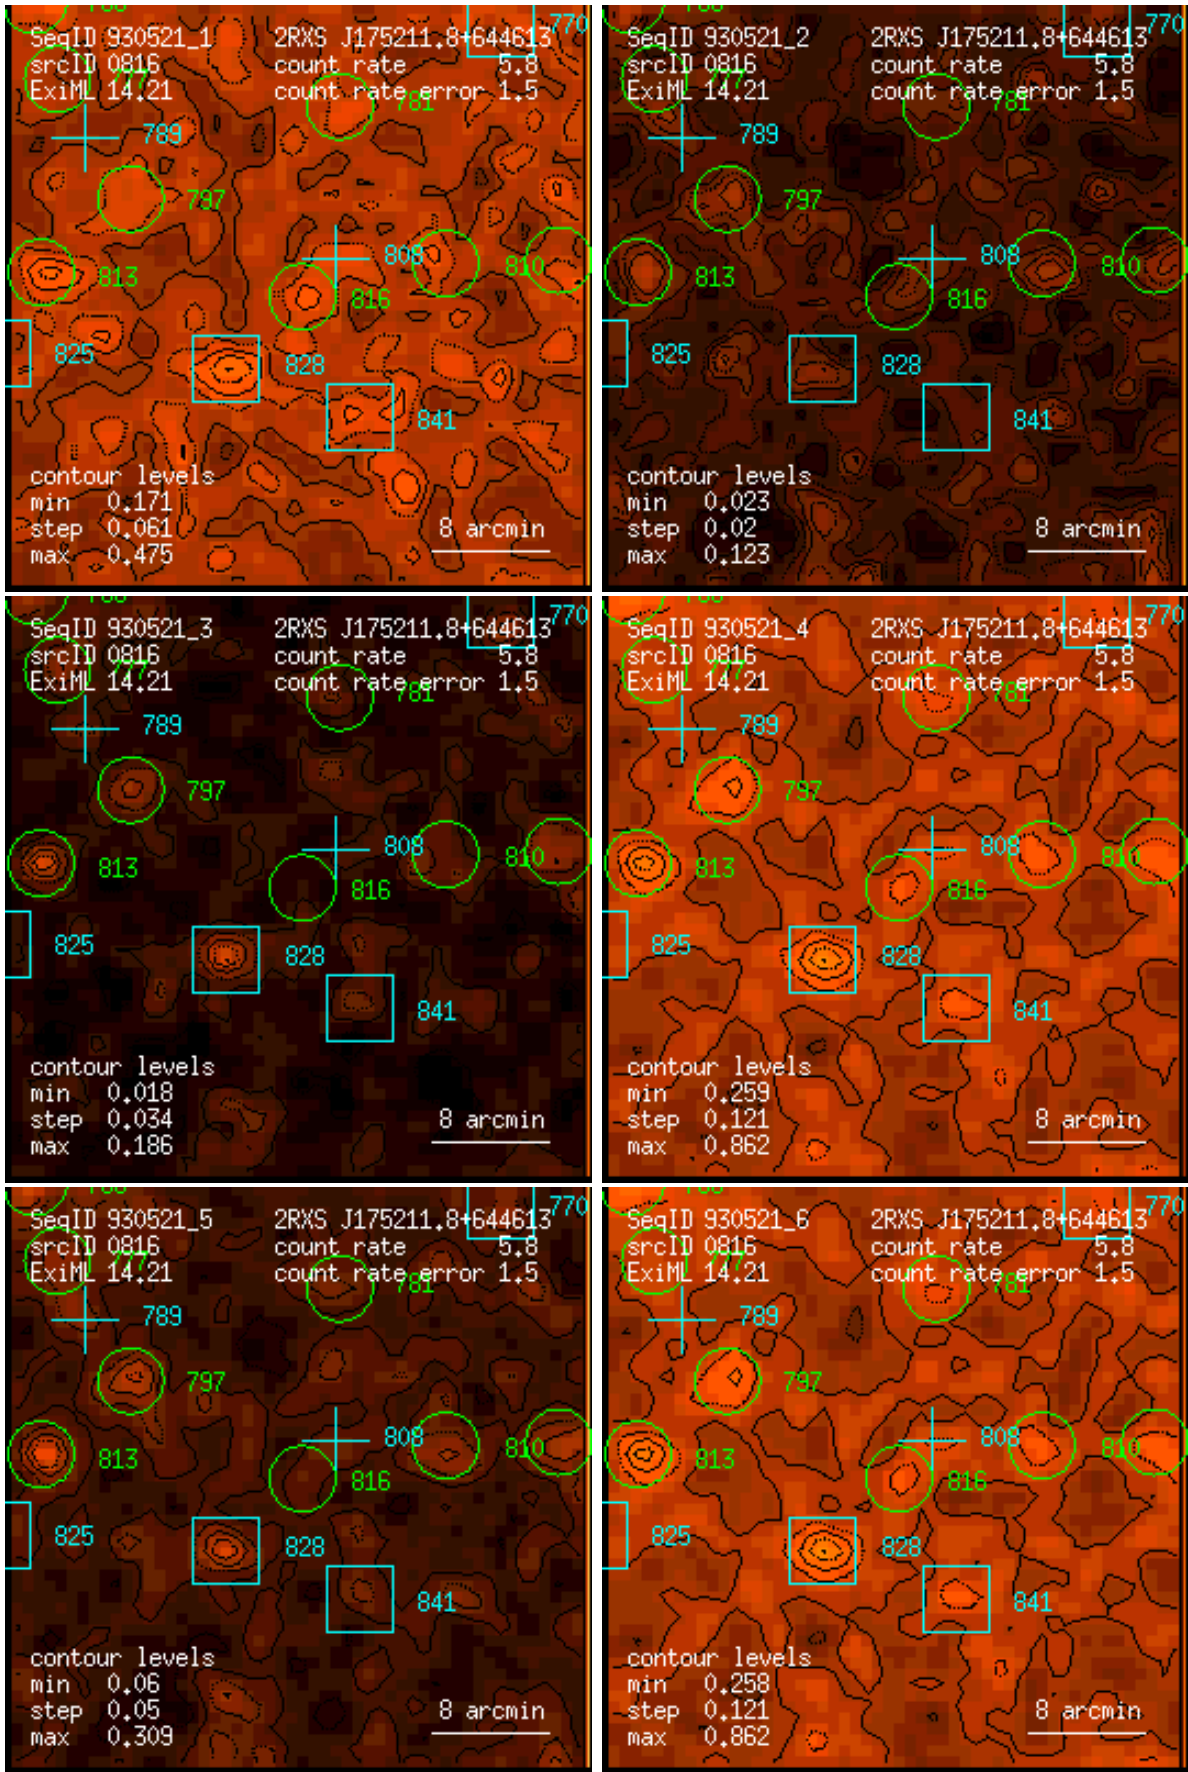 SeqID 930521_1 2RXS J175211.8+644613 770
srcID 0816 count rate 5.8
ExiML 14.21 count rate error 1.5
781
789
797
808
810
813
816
825
828
841
contour levels
min 0.171
step 0.061
max 0.475
8 arcmin
SeqID 930521_2 2RXS J175211.8+644613 770
srcID 0816 count rate 5.8
ExiML 14.21 count rate error 1.5
781
789
797
808
810
813
816
825
828
841
contour levels
min 0.023
step 0.02
max 0.123
8 arcmin
SeqID 930521_3 2RXS J175211.8+644613 770
srcID 0816 count rate 5.8
ExiML 14.21 count rate error 1.5
781
789
797
808
810
813
816
825
828
841
contour levels
min 0.018
step 0.034
max 0.186
8 arcmin
SeqID 930521_4 2RXS J175211.8+644613 770
srcID 0816 count rate 5.8
ExiML 14.21 count rate error 1.5
781
789
797
808
810
813
816
825
828
841
contour levels
min 0.259
step 0.121
max 0.862
8 arcmin
SeqID 930521_5 2RXS J175211.8+644613 770
srcID 0816 count rate 5.8
ExiML 14.21 count rate error 1.5
781
789
797
808
810
813
816
825
828
841
contour levels
min 0.06
step 0.05
max 0.309
8 arcmin
SeqID 930521_6 2RXS J175211.8+644613 770
srcID 0816 count rate 5.8
ExiML 14.21 count rate error 1.5
781
789
797
808
810
813
816
825
828
841
contour levels
min 0.258
step 0.121
max 0.862
8 arcmin